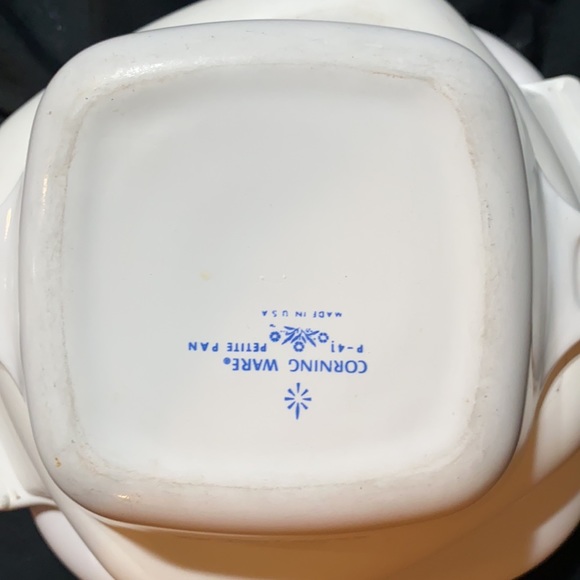 CORNING WARE®
P-41 PETITE PAN
MADE IN U S A